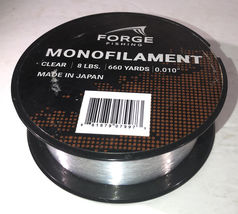 FORGE
FISHING
MONOFILAMENT
CLEAR | 8 LBS. | 660 YARDS | 0.010"
MADE IN JAPAN